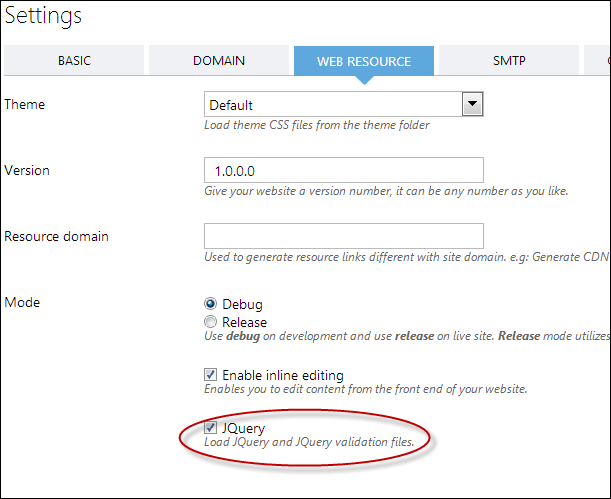 Settings
BASIC DOMAIN WEB RESOURCE SMTP
Theme Default
Load theme CSS files from the theme folder
Version 1.0.0.0
Give your website a version number, it can be any number as you like.
Resource domain
Used to generate resource links different with site domain. e.g: Generate CDN
Mode Debug
Release
Use debug on development and use release on live site. Release mode utilizes
Enable inline editing
Enables you to edit content from the front end of your website.
JQuery
Load JQuery and JQuery validation files.